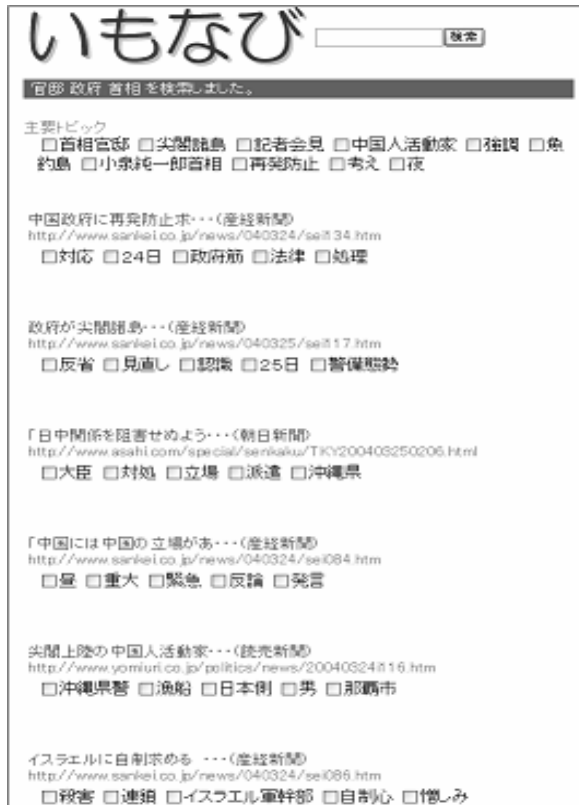 いもなび 検索
官邸 政府 首相 を検索しました。
主要トピック
□首相官邸 □尖閣諸島 □記者会見 □中国人活動家 □強調 □魚
釣島 □小泉純一郎首相 □再発防止 □考え □夜
中国政府に再発防止求・・・(産経新聞)
http://www.sankei.co.jp/news/040324/sei134.htm
□対応 □24日 □政府筋 □法律 □処理
政府が尖閣諸島・・・(産経新聞)
http://www.sankei.co.jp/news/040325/sei117.htm
□反省 □見直し □認識 □25日 □警備態勢
「日中関係を阻害せぬよう・・・(朝日新聞)
http://www.asahi.com/special/senkaku/TKY200403250206.html
□大臣 □対処 □立場 □派遣 □沖縄県
「中国には中国の立場があ・・・(産経新聞)
http://www.sankei.co.jp/news/040324/sei084.htm
□昼 □重大 □緊急 □反論 □発言
尖閣上陸の中国人活動家・・・(読売新聞)
http://www.yomiuri.co.jp/politics/news/20040324i116.htm
□沖縄県警 □漁船 □日本側 □男 □那覇市
イスラエルに自制求める ・・・(産経新聞)
http://www.sankei.co.jp/news/040324/sei086.htm
□殺害 □連鎖 □イスラエル軍幹部 □自制心 □憎しみ